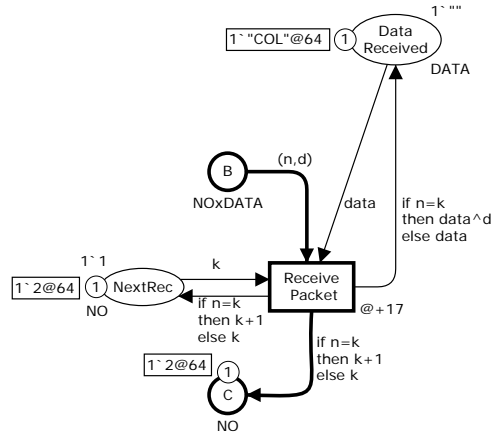 1`""
1`"COL"@64
1
Data
Received
DATA
B
(n,d)
NOxDATA
data
if n=k
then data^d
else data
1`1
k
1`2@64
1
NextRec
NO
if n=k
then k+1
else k
Receive
Packet
@+17
if n=k
then k+1
else k
1`2@64
1
C
NO